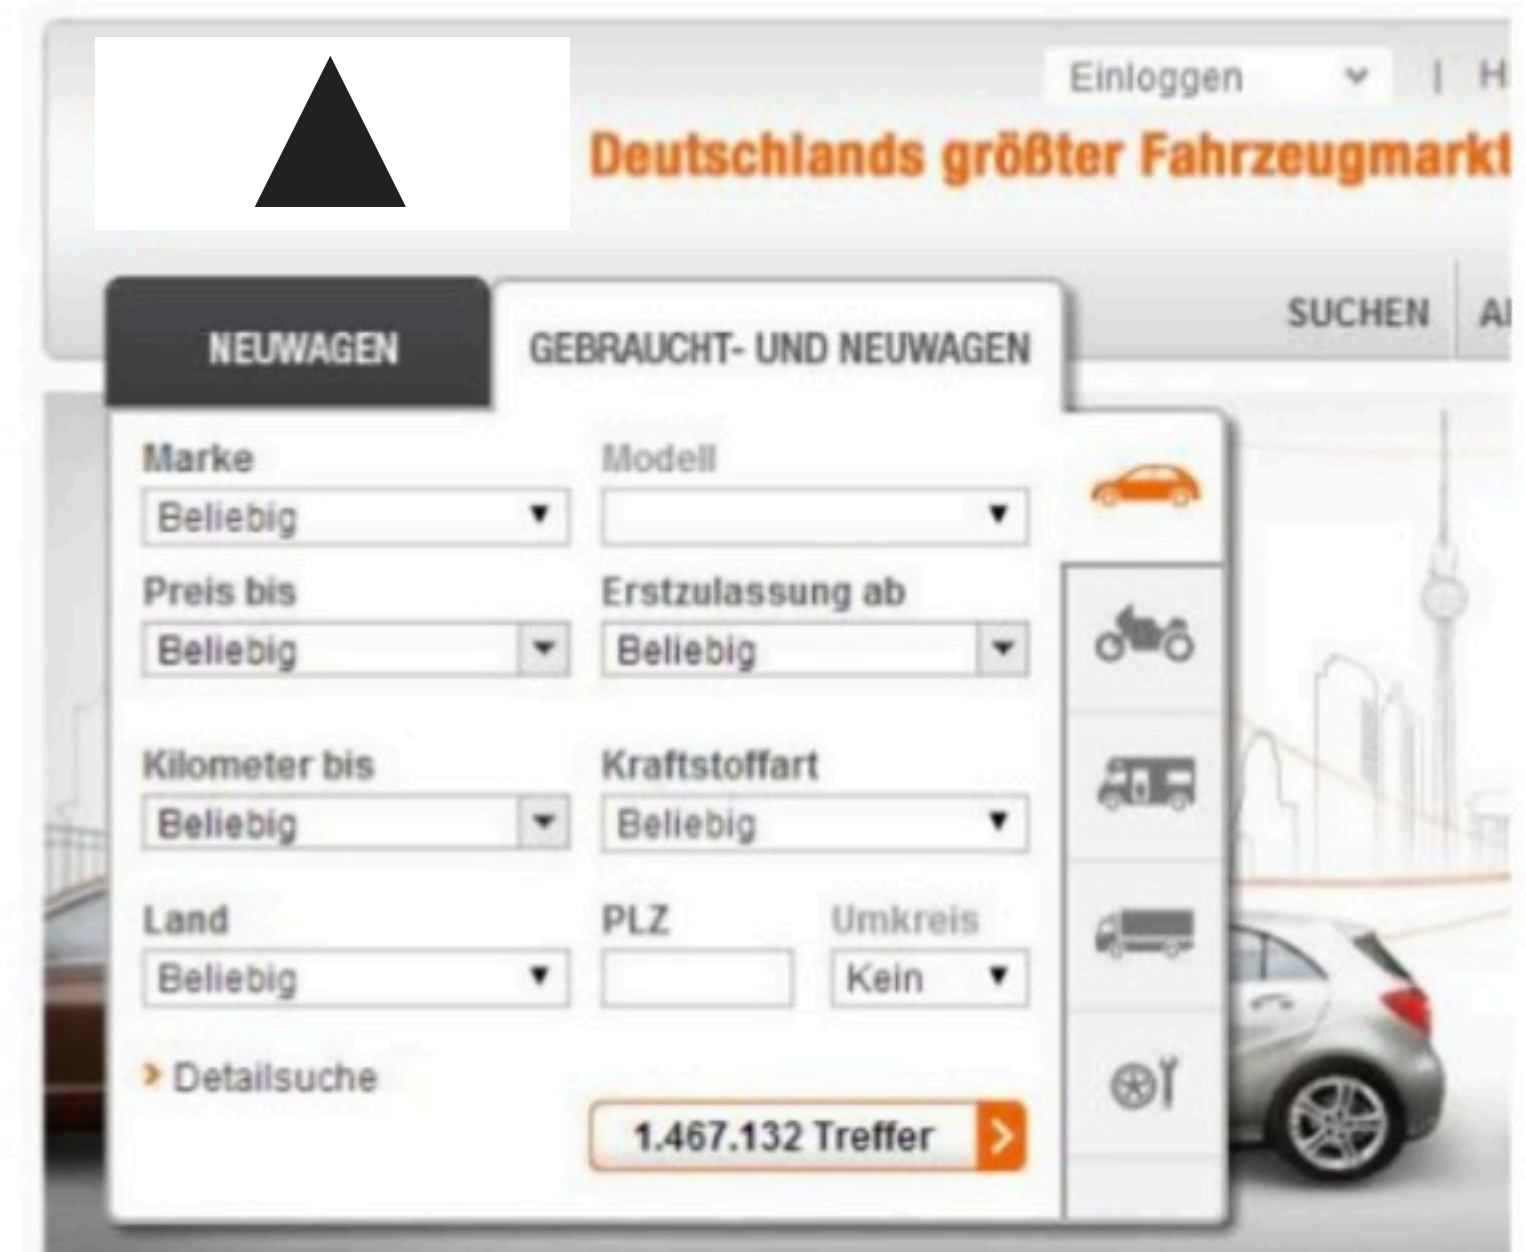 Einloggen | H
Deutschlands größter Fahrzeugmarkt
SUCHEN
NEUWAGEN GEBRAUCHT- UND NEUWAGEN
Marke Modell
Beliebig
Preis bis Erstzulassung ab
Beliebig Beliebig
Kilometer bis Kraftstoffart
Beliebig Beliebig
Land PLZ Umkreis
Beliebig Kein
Detailsuche
1.467.132 Treffer